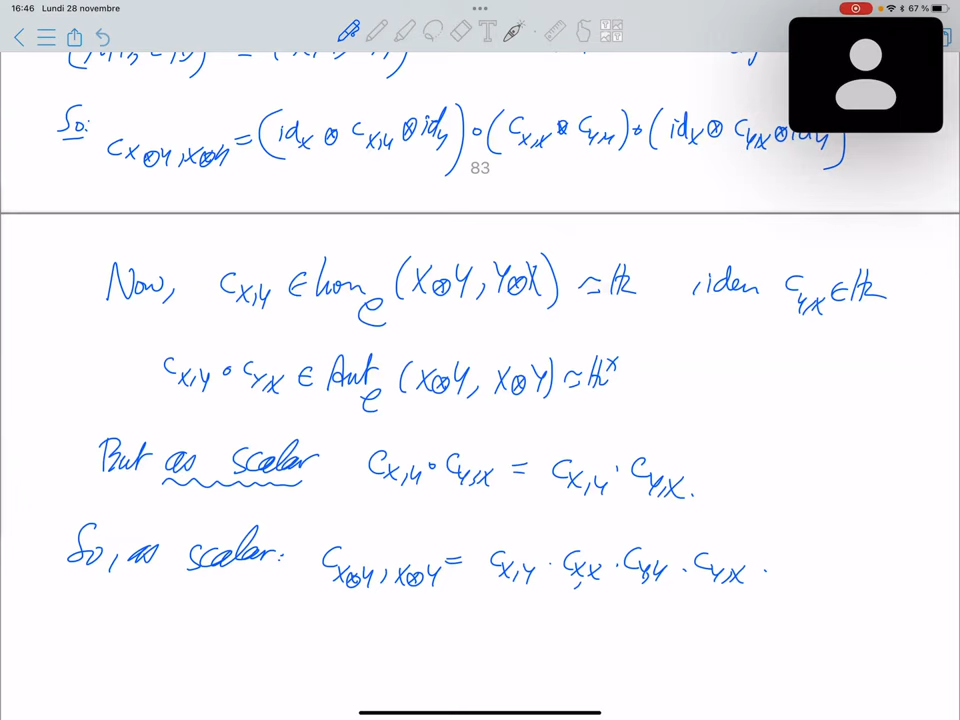 16:46 Lundi 28 novembre 67 %
So: c_{X⊗Y, X⊗Y} = (id_X ⊗ c_{X,Y} ⊗ id_Y) ∘ (c_{X,X} ⊗ c_{Y,Y}) ∘ (id_X ⊗ c_{Y,X} ⊗ id_Y)
83
Now, c_{X,Y} ∈ hom_C (X⊗Y, Y⊗X) ≃ k idem c_{Y,X} ∈ k
c_{X,Y} ∘ c_{Y,X} ∈ Aut_C (X⊗Y, X⊗Y) ≃ k^×
But as scalar c_{X,Y} ∘ c_{Y,X} = c_{X,Y} · c_{Y,X}.
So, as scalar: c_{X⊗Y, X⊗Y} = c_{X,Y} · c_{X,X} · c_{Y,Y} · c_{Y,X}.